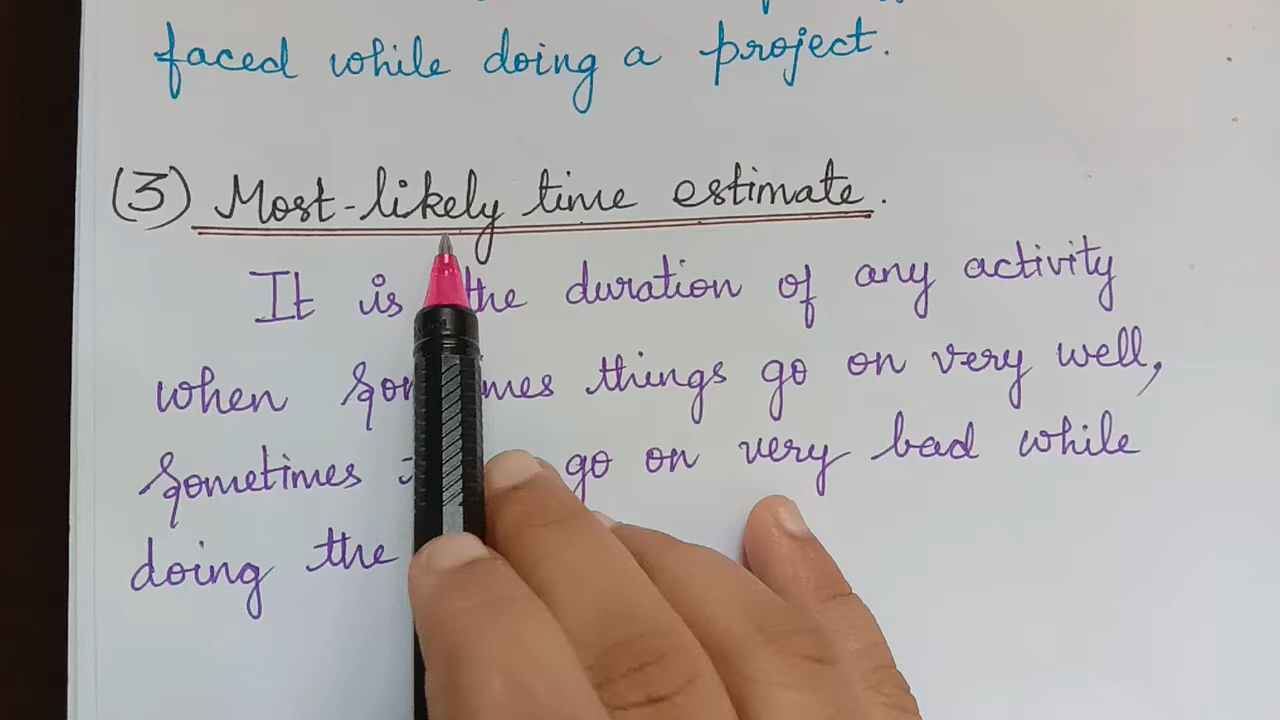 faced while doing a project.
(3) Most-likely time estimate.
It is the duration of any activity
when sometimes things go on very well,
sometimes go on very bad while
doing the